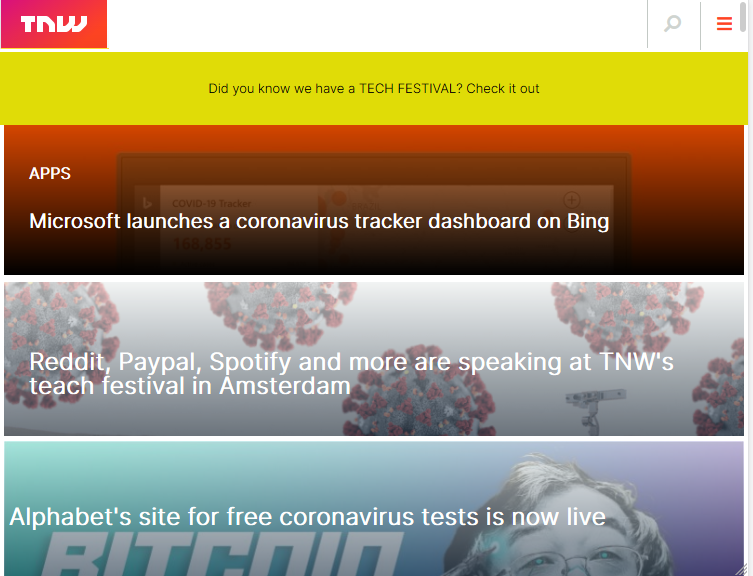 TNW
Did you know we have a TECH FESTIVAL? Check it out
APPS
COVID-19 Tracker
Microsoft launches a coronavirus tracker dashboard on Bing
168,855
Reddit, Paypal, Spotify and more are speaking at TNW's
teach festival in Amsterdam
Alphabet's site for free coronavirus tests is now live
BITCOIN